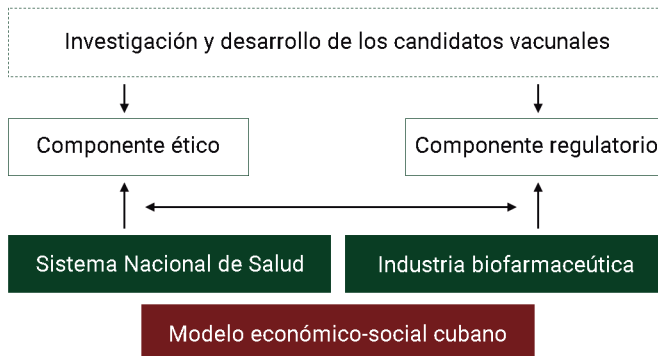 Investigación y desarrollo de los candidatos vacunales
Componente ético
Componente regulatorio
Sistema Nacional de Salud
Industria biofarmaceútica
Modelo económico-social cubano